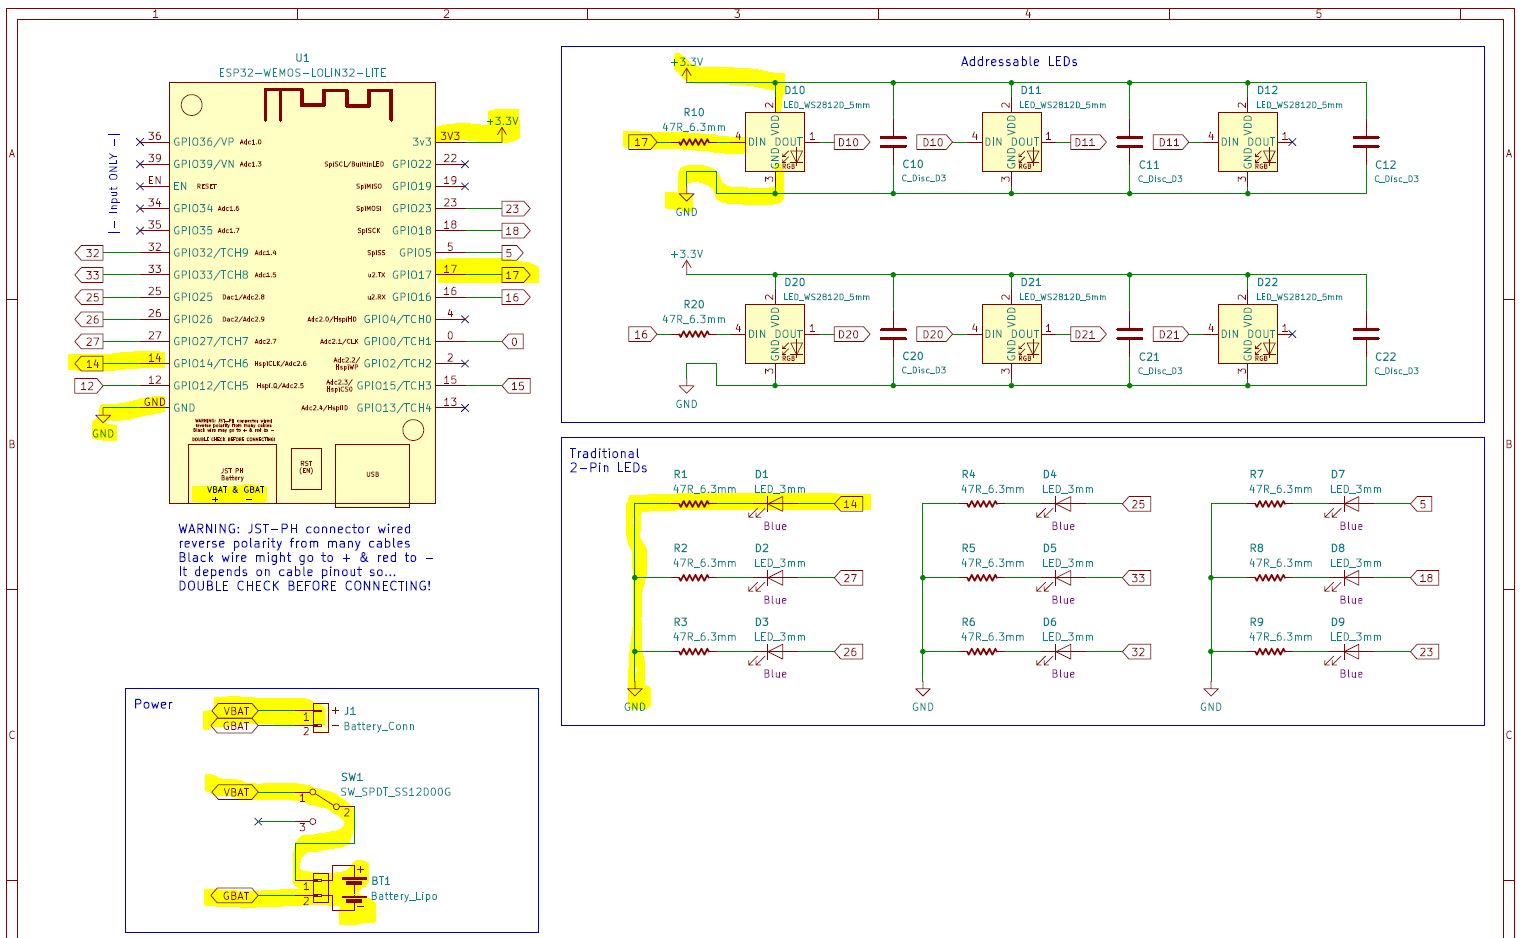 1 2 3 4 5
A
B
C
A
B
C
U1
ESP32-WEMOS-LOLIN32-LITE
|- Input ONLY -|
36 GPIO36/VP Adc1.0
39 GPIO39/VN Adc1.3
EN EN RESET
34 GPIO34 Adc1.6
35 GPIO35 Adc1.7
32 32 GPIO32/TCH9 Adc1.4
33 33 GPIO33/TCH8 Adc1.5
25 25 GPIO25 Dac1/Adc2.8
26 26 GPIO26 Dac2/Adc2.9
27 27 GPIO27/TCH7 Adc2.7
14 14 GPIO14/TCH6 HspiCLK/Adc2.6
12 12 GPIO12/TCH5 Hspi.Q/Adc2.5
GND GND
GND
+3.3V
3v3 3V3
SpiSCL/BuiltinLED GPIO22 22
SpiMISO GPIO19 19
SpiMOSI GPIO23 23 23
SpiSCK GPIO18 18 18
SpiSS GPIO5 5 5
u2.TX GPIO17 17 17
u2.RX GPIO16 16 16
Adc2.0/HspiHD GPIO4/TCH0 4
Adc2.1/CLK GPIO0/TCH1 0 0
Adc2.2/
HspiWP GPIO2/TCH2 2
Adc2.3/
HspiCS0 GPIO15/TCH3 15 15
Adc2.4/HspiID GPIO13/TCH4 13
WARNING: JST-PH connector wired
reverse polarity from many cables
Black wire may go to + & red to -
DOUBLE CHECK BEFORE CONNECTING!
JST PH
Battery
VBAT & GBAT
+ -
RST
(EN)
USB
WARNING: JST-PH connector wired
reverse polarity from many cables
Black wire might go to + & red to -
It depends on cable pinout so...
DOUBLE CHECK BEFORE CONNECTING!
Addressable LEDs
+3.3V
D10 D11 D12
LED_WS2812D_5mm LED_WS2812D_5mm LED_WS2812D_5mm
R10
47R_6.3mm
17 4 DIN VDD GND DOUT RGB 1 2 3 D10
D10 4 DIN VDD GND DOUT RGB 1 2 3 D11
D11 4 DIN VDD GND DOUT RGB 1 2 3
C10 C11 C12
C_Disc_D3 C_Disc_D3 C_Disc_D3
GND
+3.3V
D20 D21 D22
LED_WS2812D_5mm LED_WS2812D_5mm LED_WS2812D_5mm
R20
47R_6.3mm
16 4 DIN VDD GND DOUT RGB 1 2 3 D20
D20 4 DIN VDD GND DOUT RGB 1 2 3 D21
D21 4 DIN VDD GND DOUT RGB 1 2 3
C20 C21 C22
C_Disc_D3 C_Disc_D3 C_Disc_D3
GND
Traditional
2-Pin LEDs
R1 D1 R4 D4 R7 D7
47R_6.3mm LED_3mm 47R_6.3mm LED_3mm 47R_6.3mm LED_3mm
14 25 5
Blue Blue Blue
R2 D2 R5 D5 R8 D8
47R_6.3mm LED_3mm 47R_6.3mm LED_3mm 47R_6.3mm LED_3mm
27 33 18
Blue Blue Blue
R3 D3 R6 D6 R9 D9
47R_6.3mm LED_3mm 47R_6.3mm LED_3mm 47R_6.3mm LED_3mm
26 32 23
Blue Blue Blue
GND GND GND
Power
VBAT 1 + J1
GBAT 2 - Battery_Conn
SW1
SW_SPDT_SS12D00G
VBAT 1
2
3
+
1 BT1
GBAT 2 Battery_Lipo
-